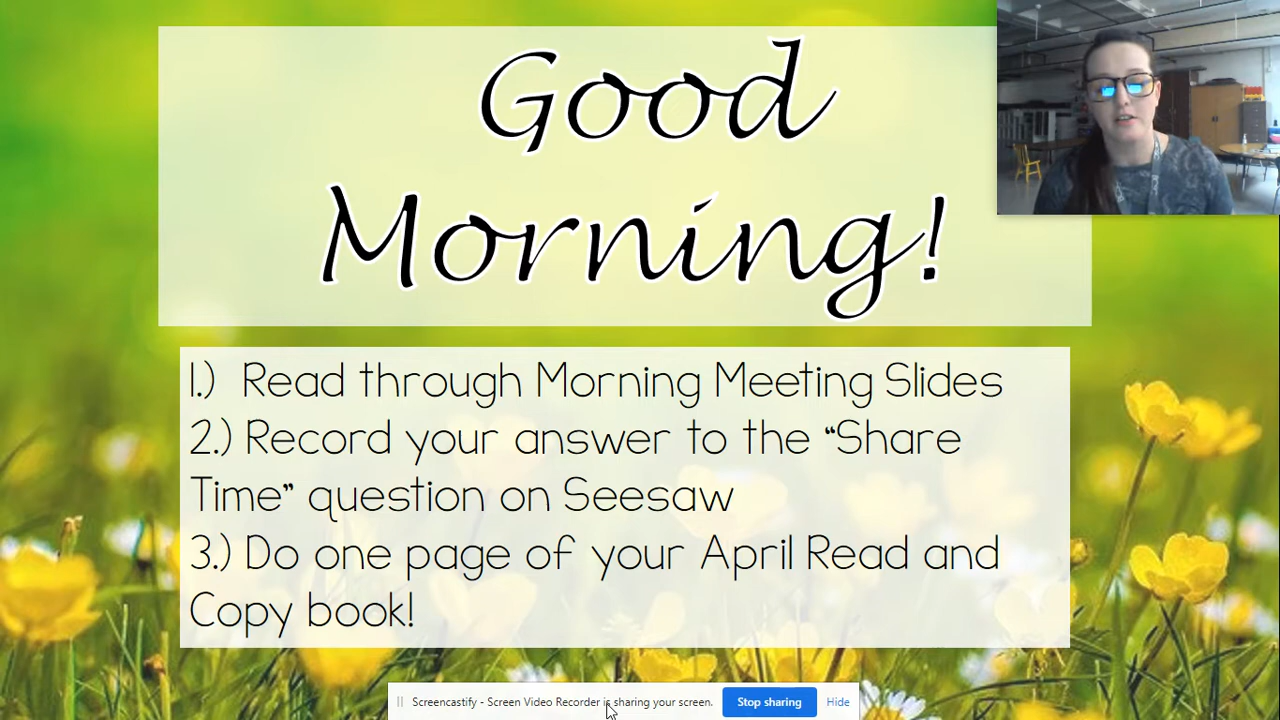 Good
Morning!
1.) Read through Morning Meeting Slides
2.) Record your answer to the “Share
Time” question on Seesaw
3.) Do one page of your April Read and
Copy book!
Screencastify - Screen Video Recorder is sharing your screen. Stop sharing Hide